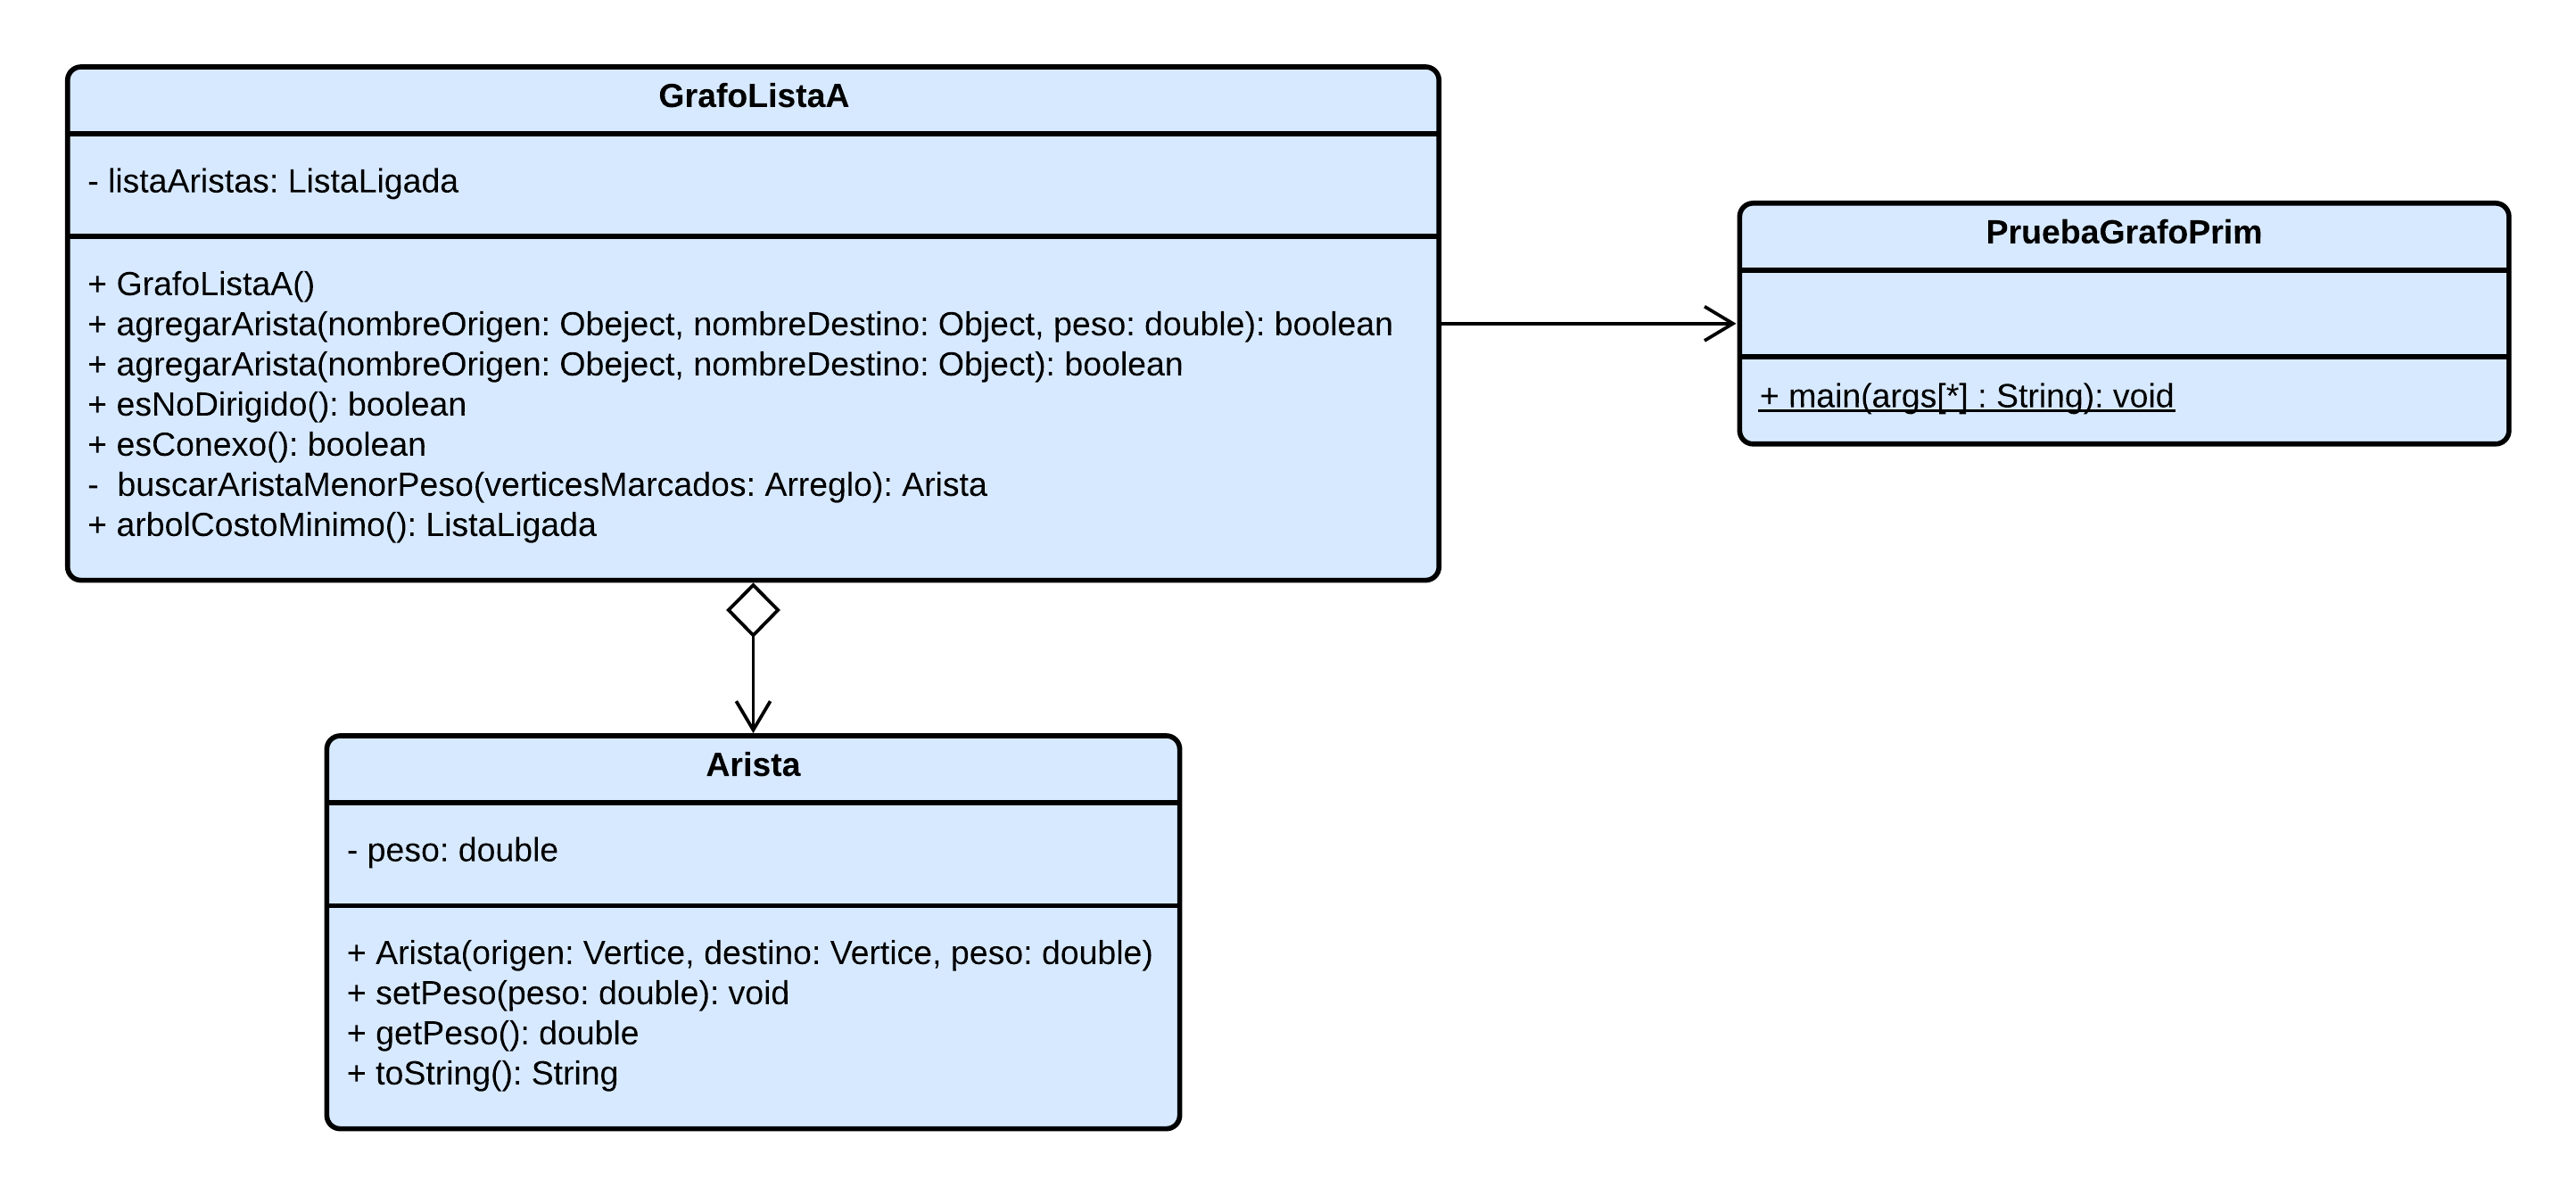 GrafoListaA
- listaAristas: ListaLigada
+ GrafoListaA()
+ agregarArista(nombreOrigen: Obeject, nombreDestino: Object, peso: double): boolean
+ agregarArista(nombreOrigen: Obeject, nombreDestino: Object): boolean
+ esNoDirigido(): boolean
+ esConexo(): boolean
- buscarAristaMenorPeso(verticesMarcados: Arreglo): Arista
+ arbolCostoMinimo(): ListaLigada
PruebaGrafoPrim
+ main(args[*] : String): void
Arista
- peso: double
+ Arista(origen: Vertice, destino: Vertice, peso: double)
+ setPeso(peso: double): void
+ getPeso(): double
+ toString(): String